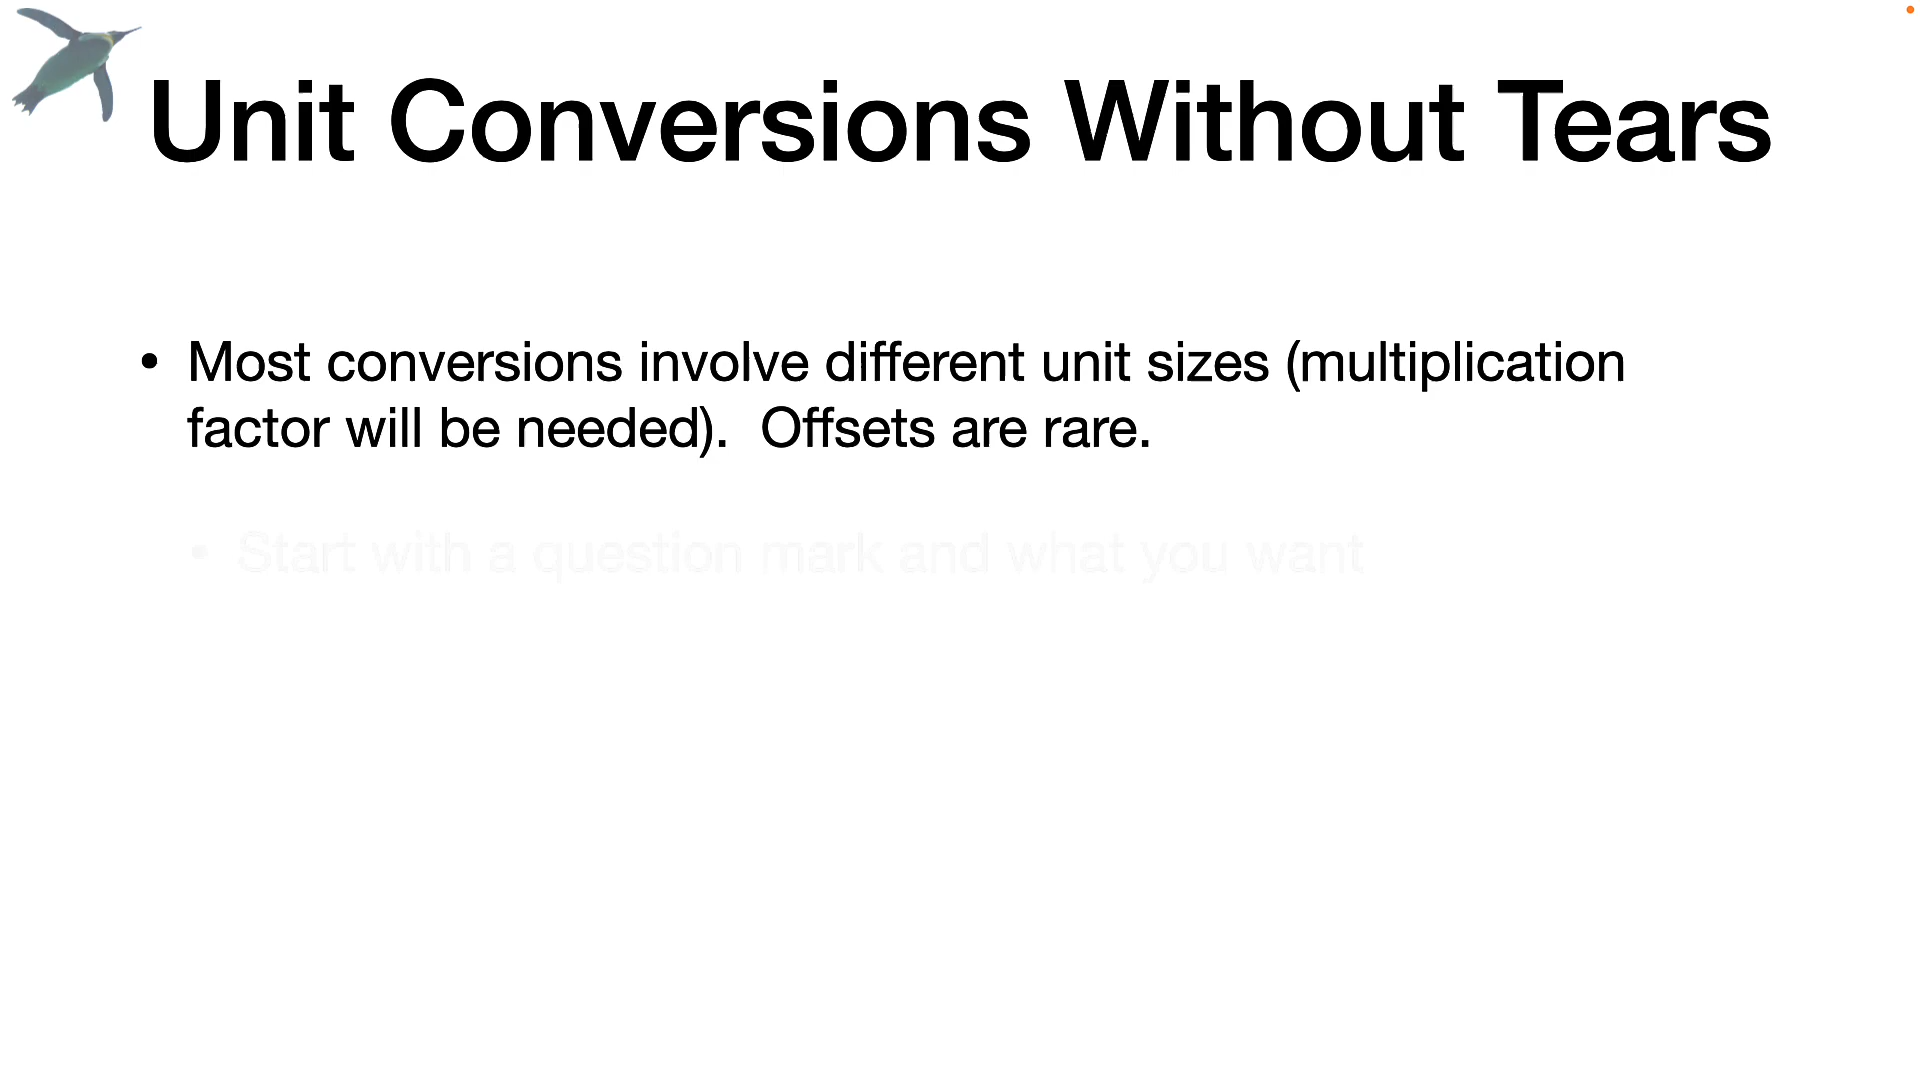 Unit Conversions Without Tears
• Most conversions involve different unit sizes (multiplication
factor will be needed).  Offsets are rare.
• Start with a question mark and what you want